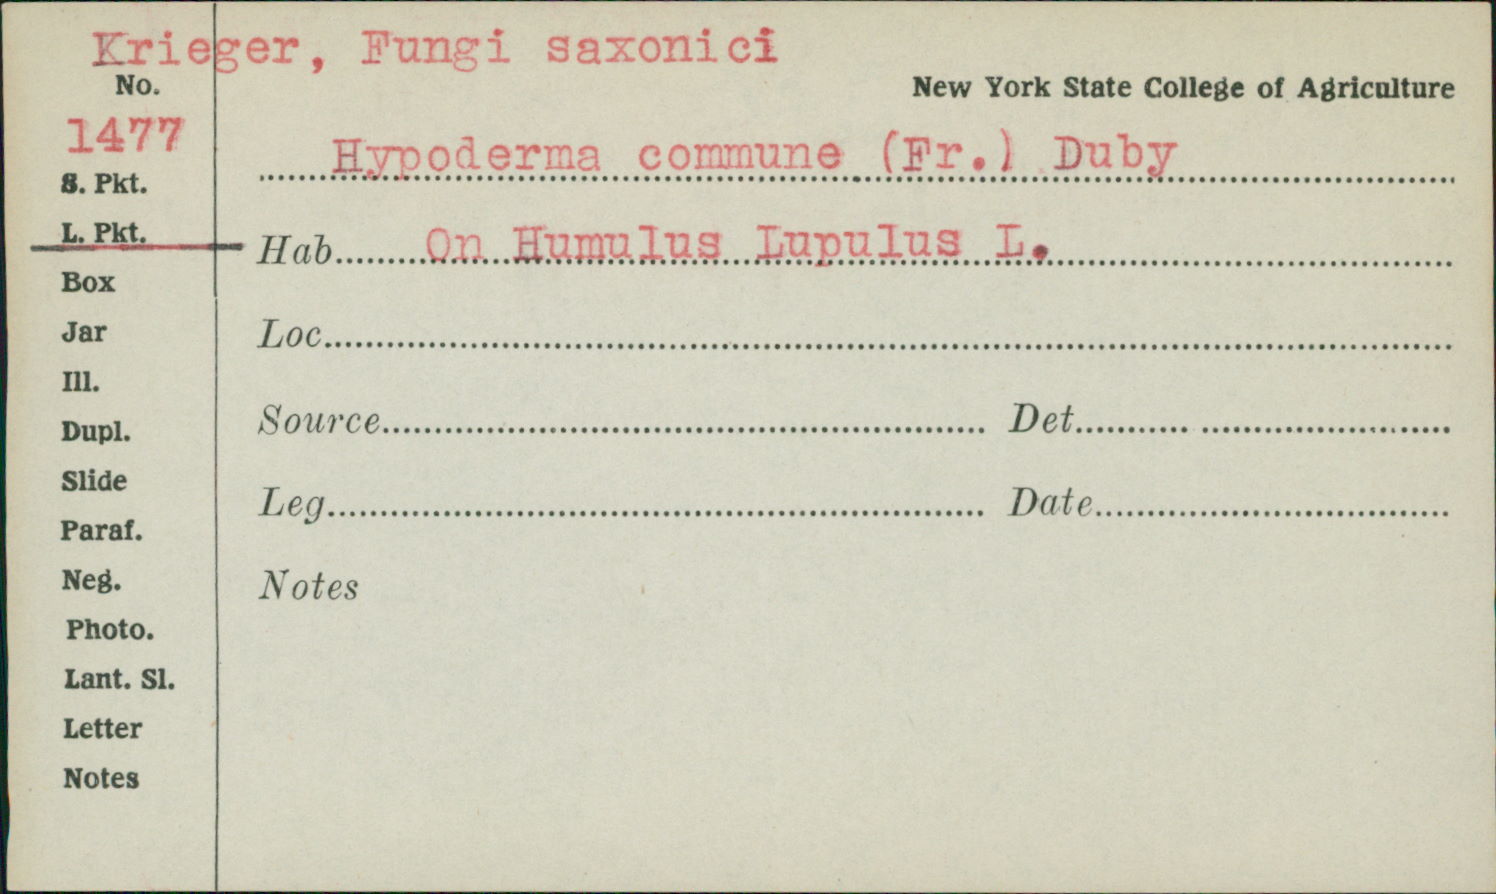 Krieger, Fungi saxonici
No.
New York State College of Agriculture
1477
Hypoderma commune (Fr.) Duby
S. Pkt.
L. Pkt.
Hab. On Humulus Lupulus L.
Box
Jar
Loc.
Ill.
Dupl.
Source Det.
Slide
Leg. Date
Paraf.
Neg.
Notes
Photo.
Lant. Sl.
Letter
Notes